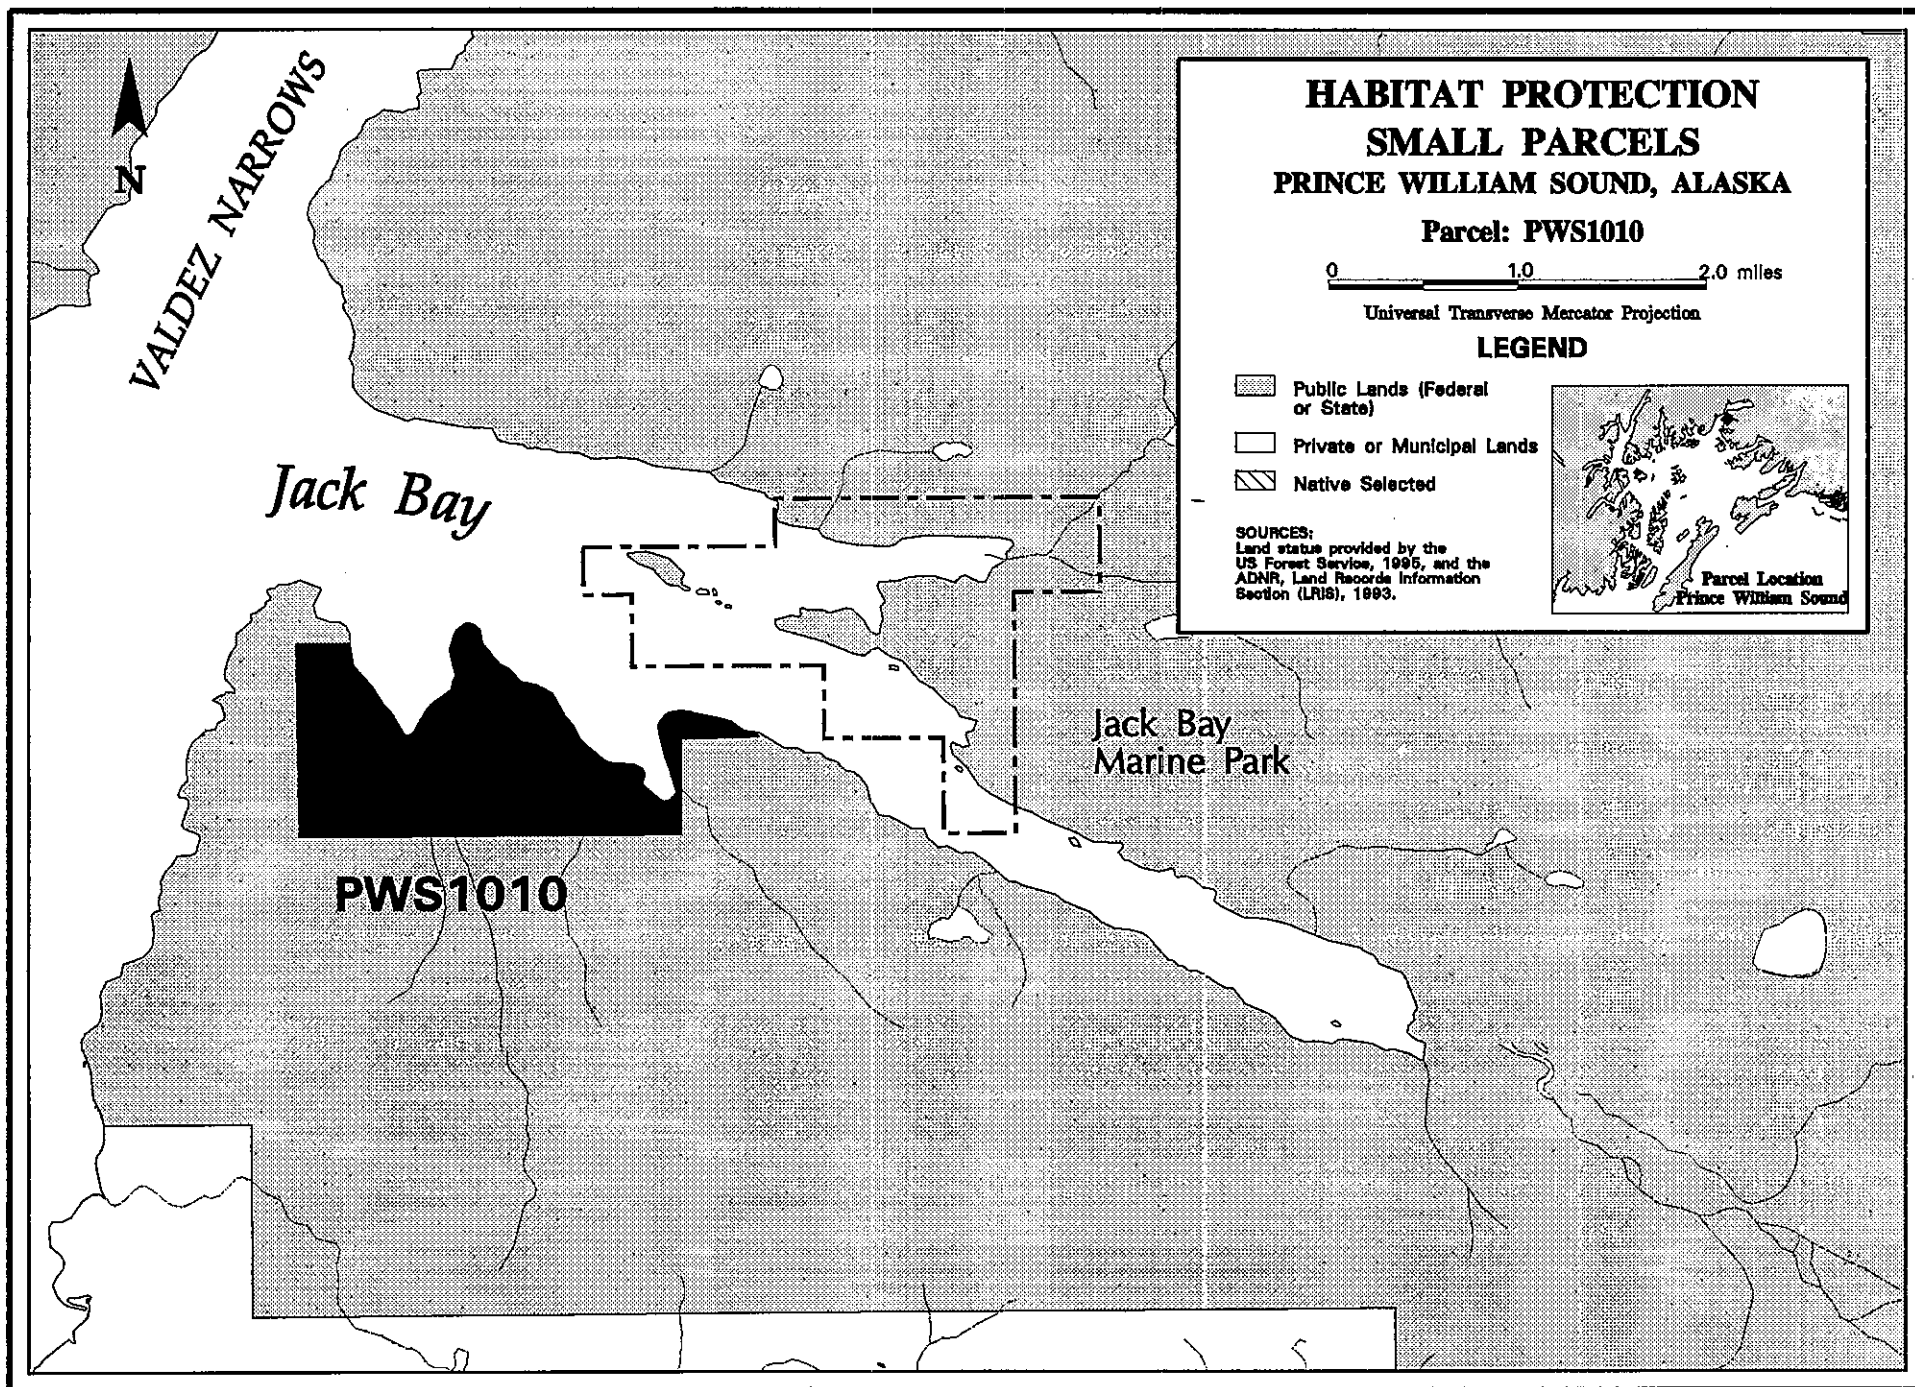 N
VALDEZ NARROWS
HABITAT PROTECTION
SMALL PARCELS
PRINCE WILLIAM SOUND, ALASKA
Parcel: PWS1010
0 1.0 2.0 miles
Universal Transverse Mercator Projection
LEGEND
Public Lands (Federal
or State)
Private or Municipal Lands
Native Selected
SOURCES:
Land status provided by the
US Forest Service, 1995, and the
ADNR, Land Records Information
Section (LRIS), 1993.
Parcel Location
Prince William Sound
Jack Bay
Jack Bay
Marine Park
PWS1010